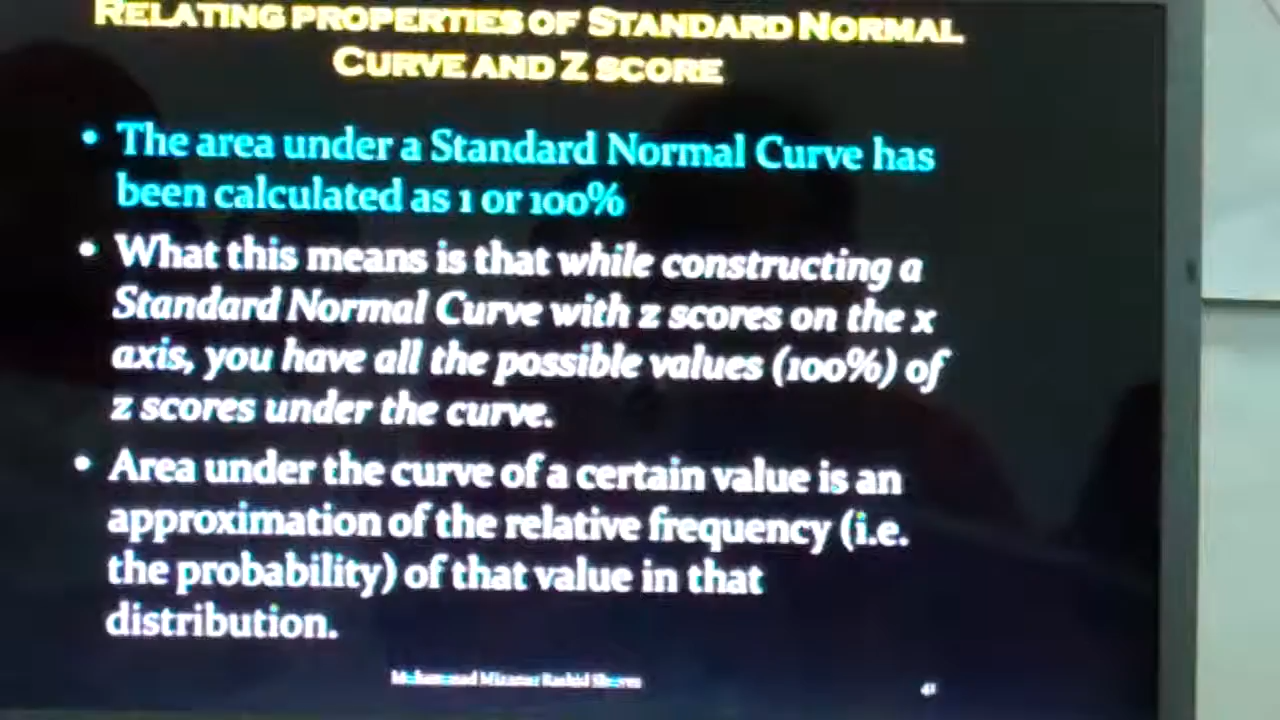 RELATING PROPERTIES OF STANDARD NORMAL
CURVE AND Z SCORE
• The area under a Standard Normal Curve has
been calculated as 1 or 100%
• What this means is that while constructing a
Standard Normal Curve with z scores on the x
axis, you have all the possible values (100%) of
z scores under the curve.
• Area under the curve of a certain value is an
approximation of the relative frequency (i.e.
the probability) of that value in that
distribution.
Rashid